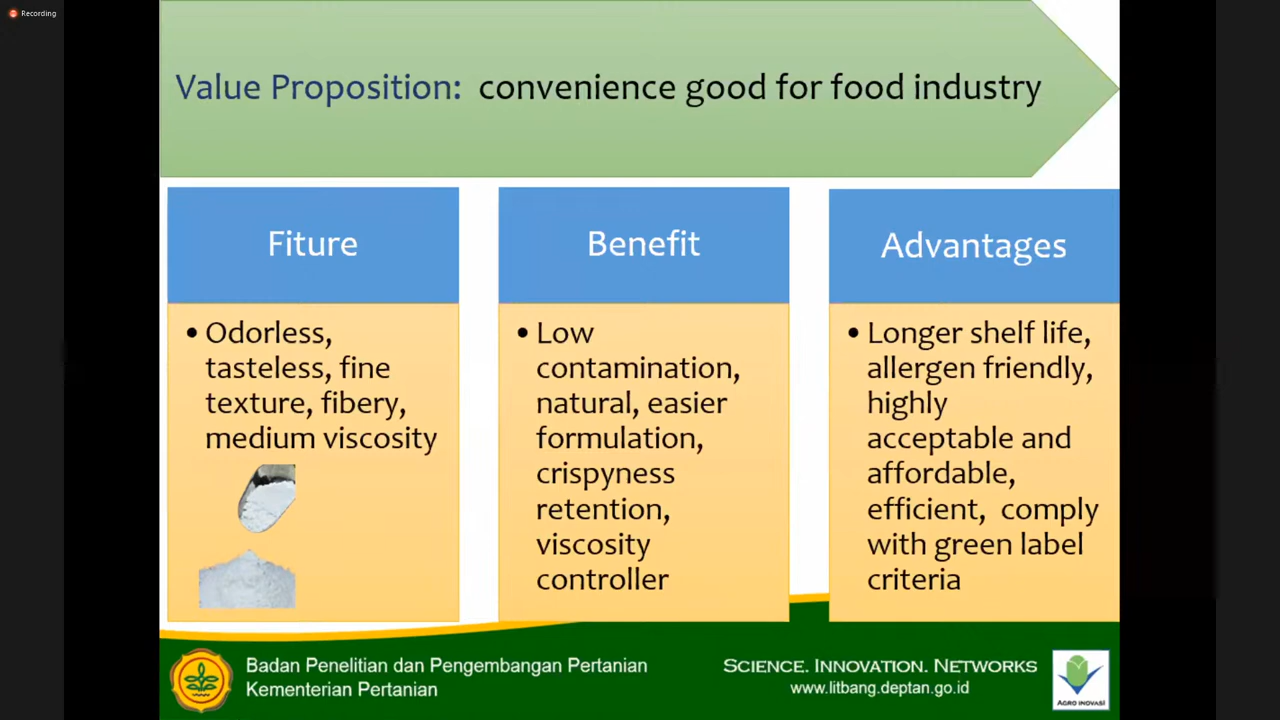 Recording
Value Proposition: convenience good for food industry
Fiture
• Odorless,
tasteless, fine
texture, fibery,
medium viscosity
Benefit
• Low
contamination,
natural, easier
formulation,
crispyness
retention,
viscosity
controller
Advantages
• Longer shelf life,
allergen friendly,
highly
acceptable and
affordable,
efficient, comply
with green label
criteria
Badan Penelitian dan Pengembangan Pertanian
Kementerian Pertanian
SCIENCE. INNOVATION. NETWORKS
www.litbang.deptan.go.id
AGRO INOVASI